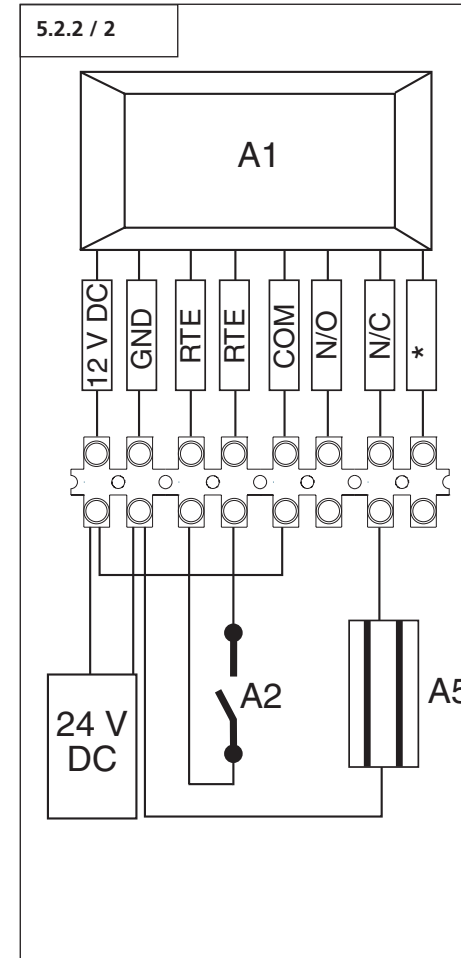 5.2.2 / 2
A1
12 V DC
GND
RTE
RTE
COM
N/O
N/C
*
A2
A5
24 V
DC